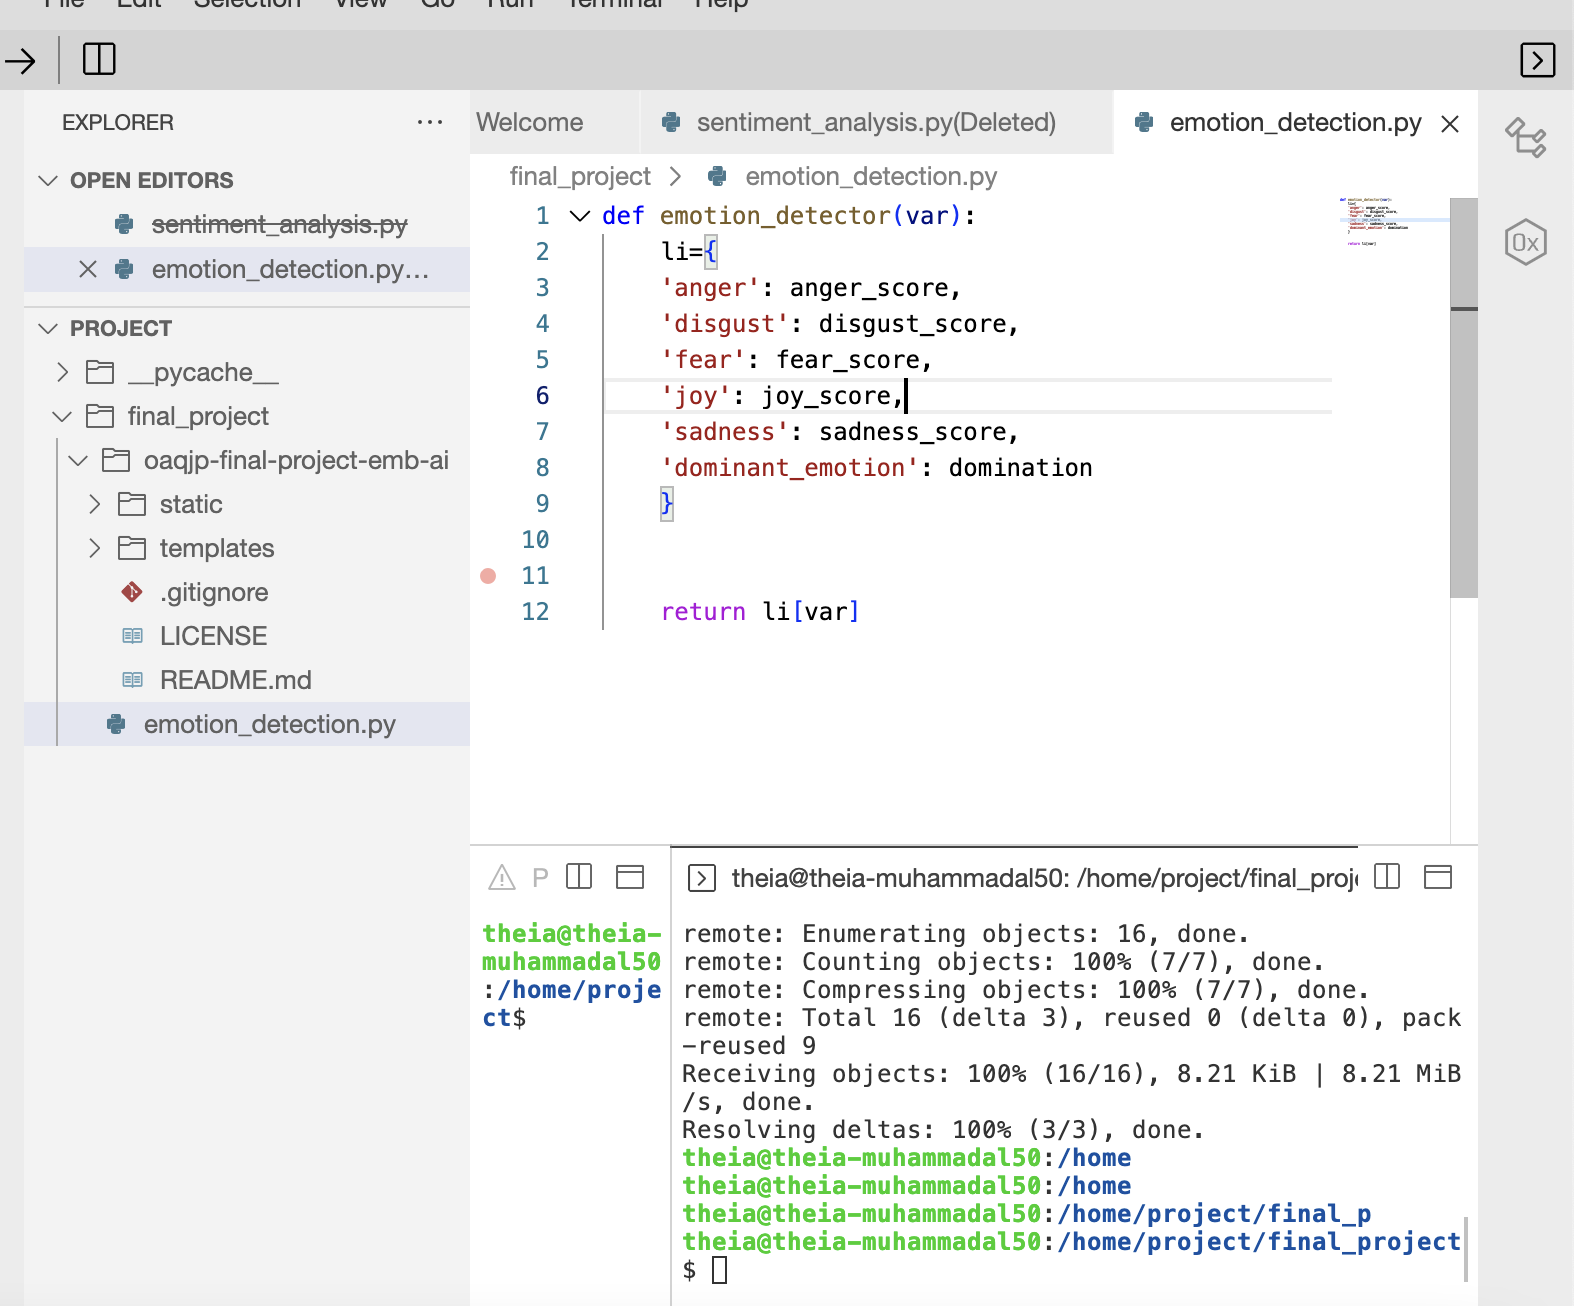 File Edit Selection View Go Run Terminal Help
EXPLORER
OPEN EDITORS
sentiment_analysis.py
emotion_detection.py...
PROJECT
__pycache__
final_project
oaqjp-final-project-emb-ai
static
templates
.gitignore
LICENSE
README.md
emotion_detection.py
Welcome
sentiment_analysis.py(Deleted)
emotion_detection.py
final_project > emotion_detection.py
1 def emotion_detector(var):
2 li={
3 'anger': anger_score,
4 'disgust': disgust_score,
5 'fear': fear_score,
6 'joy': joy_score,
7 'sadness': sadness_score,
8 'dominant_emotion': domination
9 }
10
11
12 return li[var]
0x
P
theia@theia-
muhammadal50
:/home/proje
ct$
theia@theia-muhammadal50: /home/project/final_proj
remote: Enumerating objects: 16, done.
remote: Counting objects: 100% (7/7), done.
remote: Compressing objects: 100% (7/7), done.
remote: Total 16 (delta 3), reused 0 (delta 0), pack
-reused 9
Receiving objects: 100% (16/16), 8.21 KiB | 8.21 MiB
/s, done.
Resolving deltas: 100% (3/3), done.
theia@theia-muhammadal50:/home
theia@theia-muhammadal50:/home
theia@theia-muhammadal50:/home/project/final_p
theia@theia-muhammadal50:/home/project/final_project
$